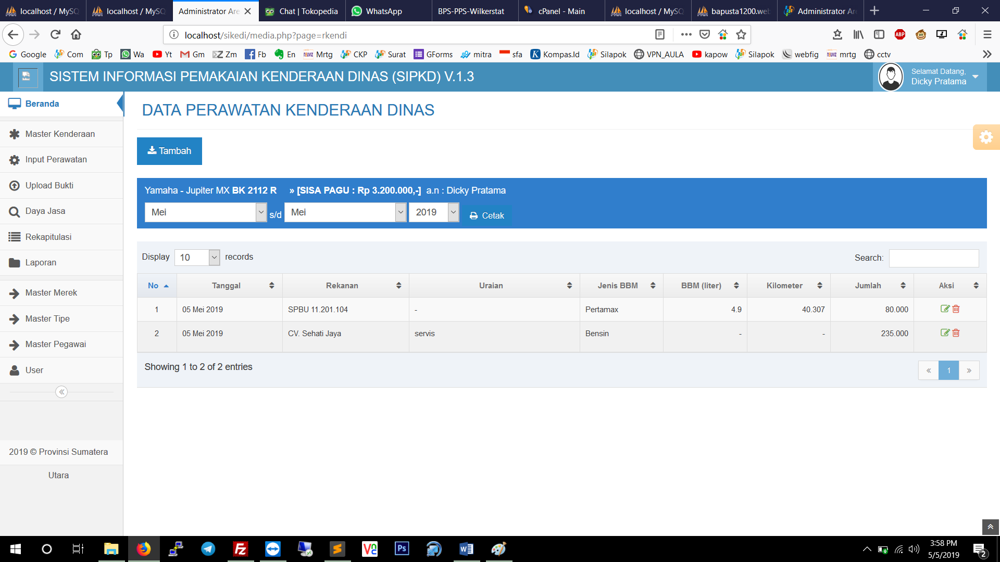 localhost / MySQ
localhost / MySQ
Administrator Are
Chat | Tokopedia
WhatsApp
BPS-PPS-Wilkerstat
cPanel - Main
localhost / MySQ
bapusta1200.web
Administrator Are
localhost/sikedi/media.php?page=rkendi
ABP
Google
Com
Tp
Wa
Yt
Gm
Zm
Fb
En
Mrtg
CKP
Surat
GForms
mitra
sfa
Kompas.Id
Silapok
VPN_AULA
kapow
Silapok
webfig
mrtg
cctv
SISTEM INFORMASI PEMAKAIAN KENDERAAN DINAS (SIPKD) V.1.3
Selamat Datang,
Dicky Pratama
Beranda
Master Kenderaan
Input Perawatan
Upload Bukti
Daya Jasa
Rekapitulasi
Laporan
Master Merek
Master Tipe
Master Pegawai
User
2019 © Provinsi Sumatera
Utara
DATA PERAWATAN KENDERAAN DINAS
Tambah
Yamaha - Jupiter MX BK 2112 R » [SISA PAGU : Rp 3.200.000,-] a.n : Dicky Pratama
Mei s/d Mei 2019 Cetak
Display 10 records Search:
No Tanggal Rekanan Uraian Jenis BBM BBM (liter) Kilometer Jumlah Aksi
1 05 Mei 2019 SPBU 11.201.104 - Pertamax 4.9 40.307 80.000
2 05 Mei 2019 CV. Sehati Jaya servis Bensin - - 235.000
Showing 1 to 2 of 2 entries
« 1 »
3:58 PM
5/5/2019
2